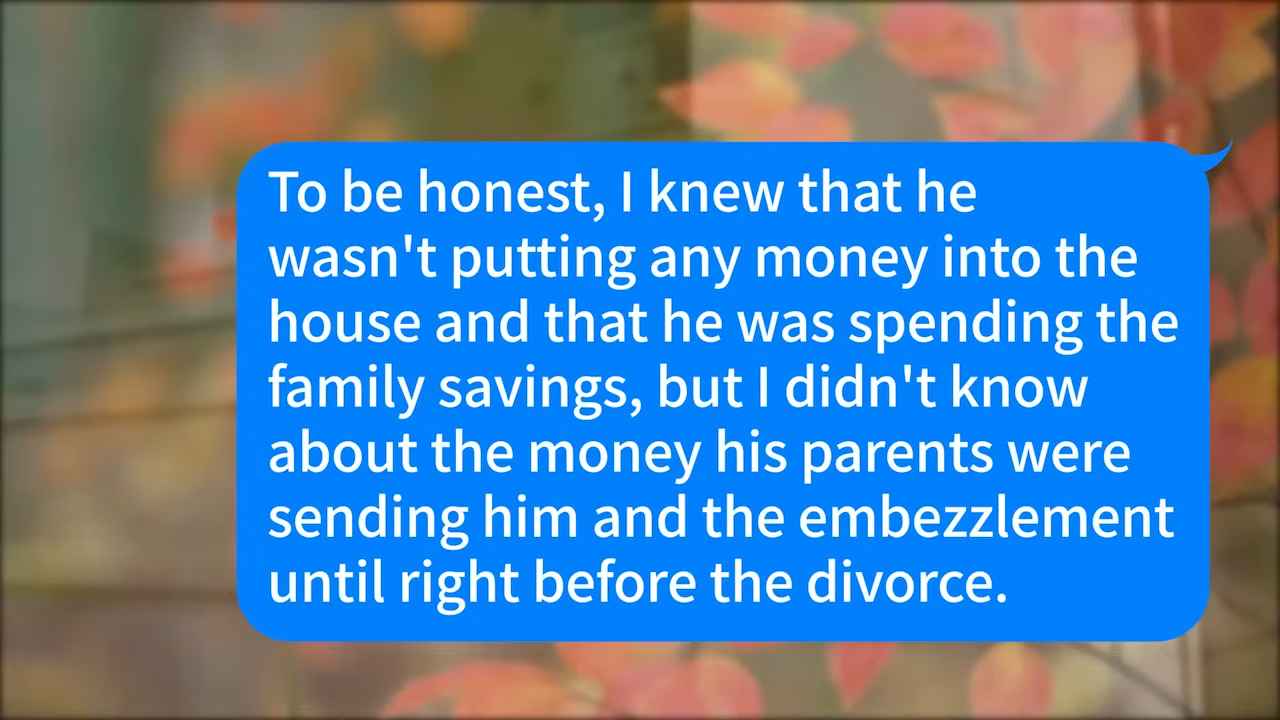 To be honest, I knew that he
wasn't putting any money into the
house and that he was spending the
family savings, but I didn't know
about the money his parents were
sending him and the embezzlement
until right before the divorce.